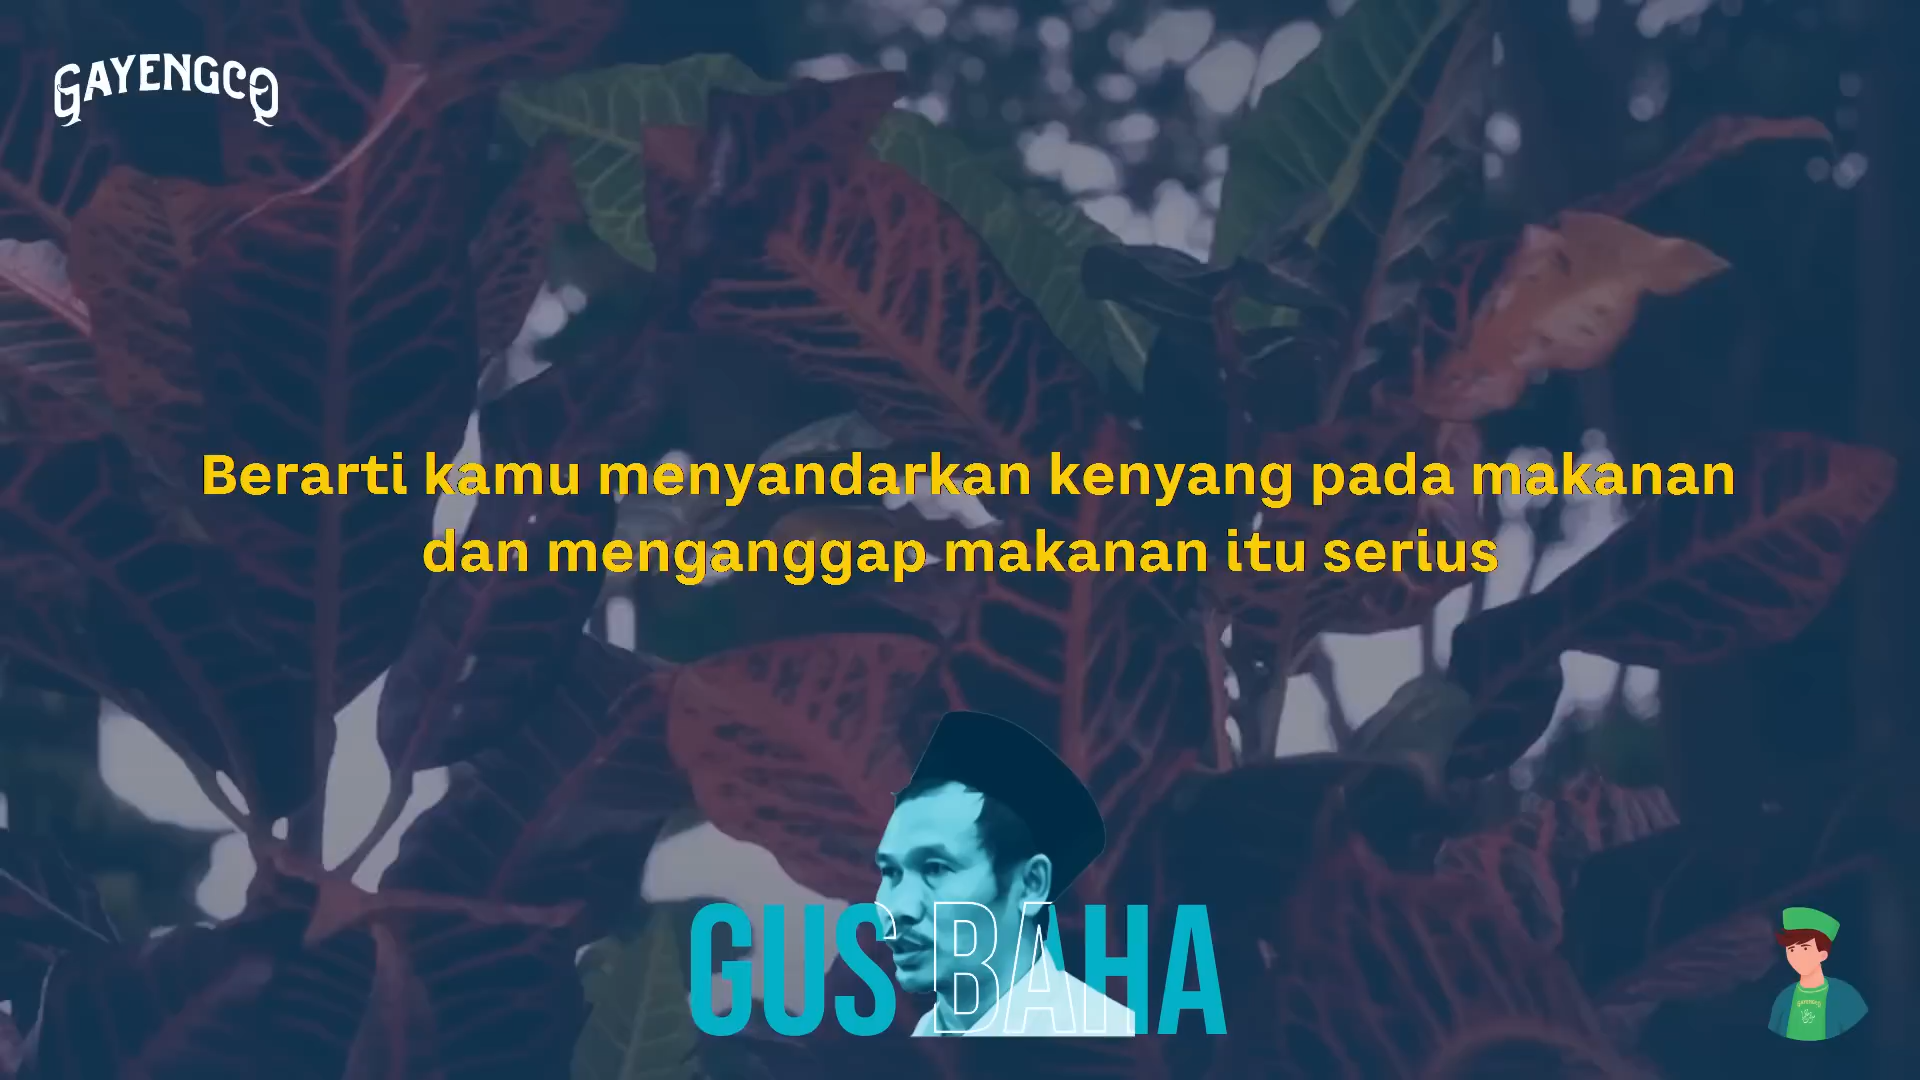 GAYENGCO
Berarti kamu menyandarkan kenyang pada makanan
dan menganggap makanan itu serius
GUS BAHA